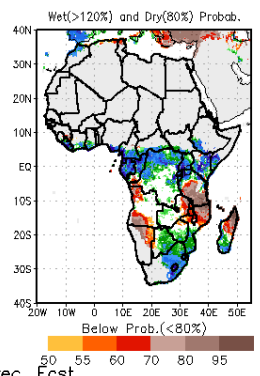 Wet(>120%) and Dry(80%) Probab.
40N
30N
20N
10N
EQ
10S
20S
30S
40S
20W 10W 0 10E 20E 30E 40E 50E
Below Prob.(<80%)
50 55 60 70 80 95
ec. Fcst